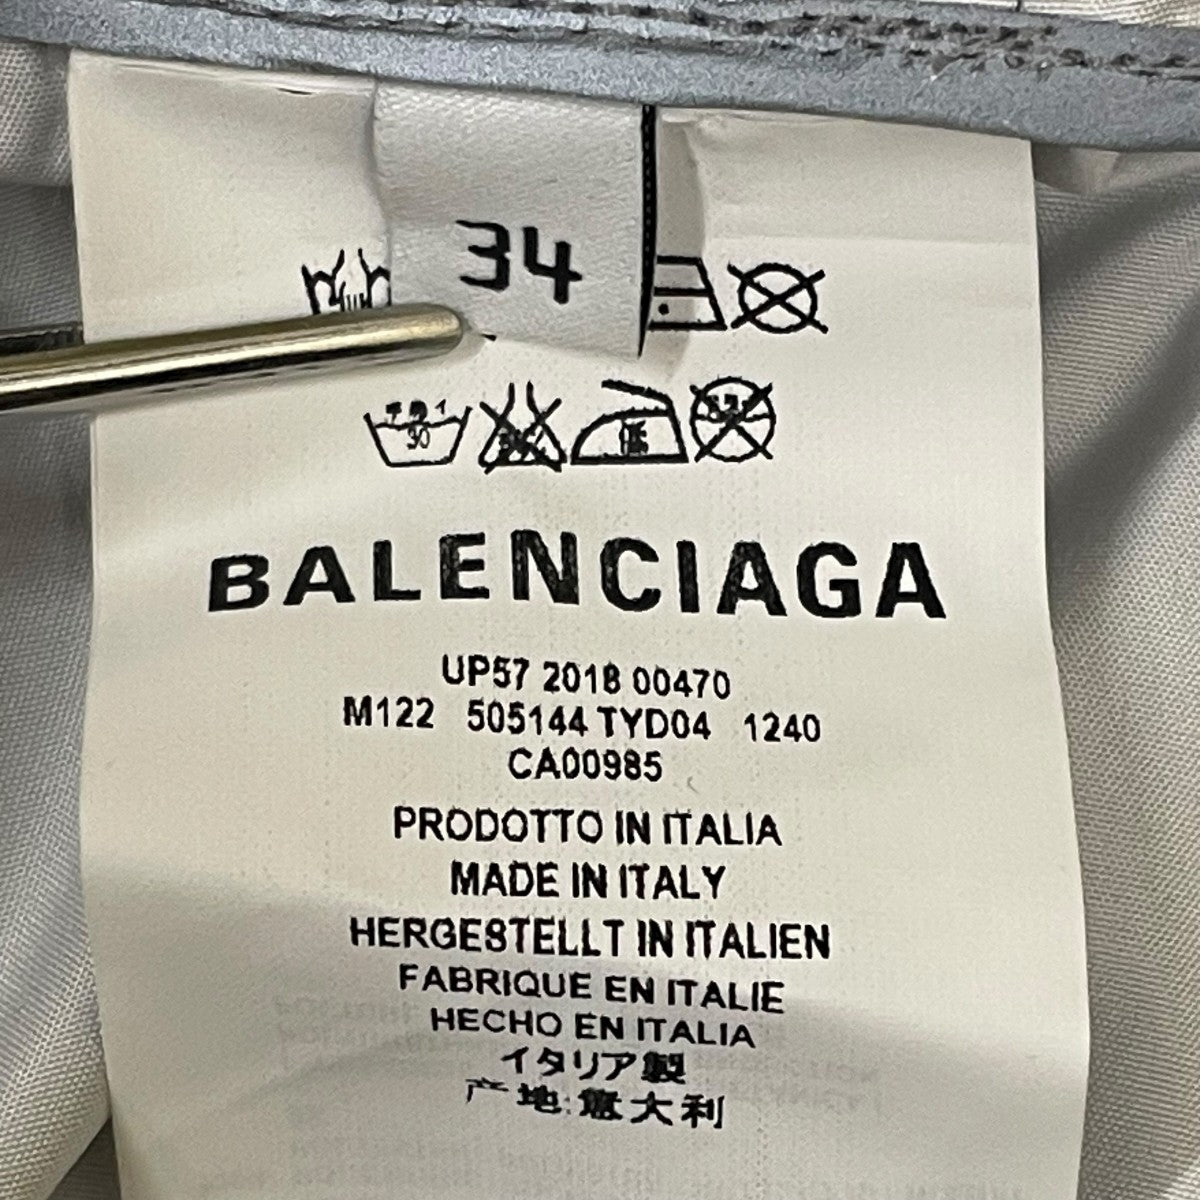 34
30
BALENCIAGA
UP57 2018 00470
M122 505144 TYD04 1240
CA00985
PRODOTTO IN ITALIA
MADE IN ITALY
HERGESTELLT IN ITALIEN
FABRIQUE EN ITALIE
HECHO EN ITALIA
イタリア製
产地:意大利